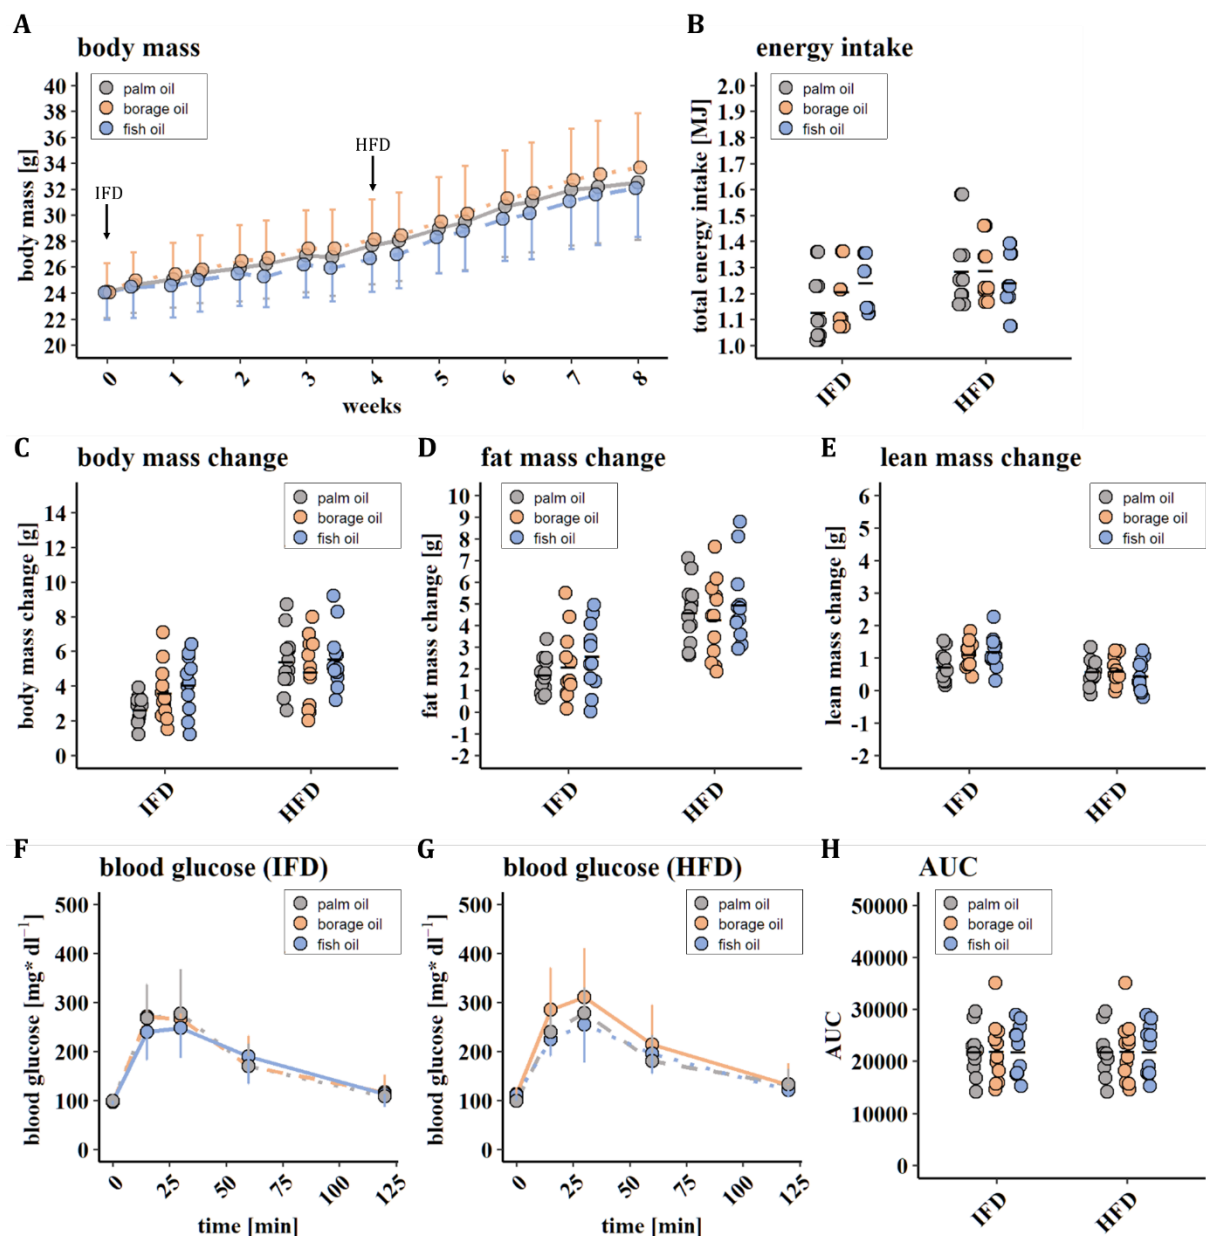 A
body mass
body mass [g]
40
38
36
34
32
30
28
26
24
22
20
palm oil
borage oil
fish oil
IFD
HFD
0
1
2
3
4
5
6
7
8
weeks
B
energy intake
total energy intake [MJ]
2.0
1.9
1.8
1.7
1.6
1.5
1.4
1.3
1.2
1.1
1.0
palm oil
borage oil
fish oil
IFD
HFD
C
body mass change
body mass change [g]
14
12
10
8
6
4
2
0
palm oil
borage oil
fish oil
IFD
HFD
D
fat mass change
fat mass change [g]
10
9
8
7
6
5
4
3
2
1
0
-1
-2
palm oil
borage oil
fish oil
IFD
HFD
E
lean mass change
lean mass change [g]
6
5
4
3
2
1
0
-1
-2
palm oil
borage oil
fish oil
IFD
HFD
F
blood glucose (IFD)
blood glucose [mg* dl⁻¹]
500
400
300
200
100
0
palm oil
borage oil
fish oil
0
25
50
75
100
125
time [min]
G
blood glucose (HFD)
blood glucose [mg* dl⁻¹]
500
400
300
200
100
0
palm oil
borage oil
fish oil
0
25
50
75
100
125
time [min]
H
AUC
AUC
50000
40000
30000
20000
10000
0
palm oil
borage oil
fish oil
IFD
HFD